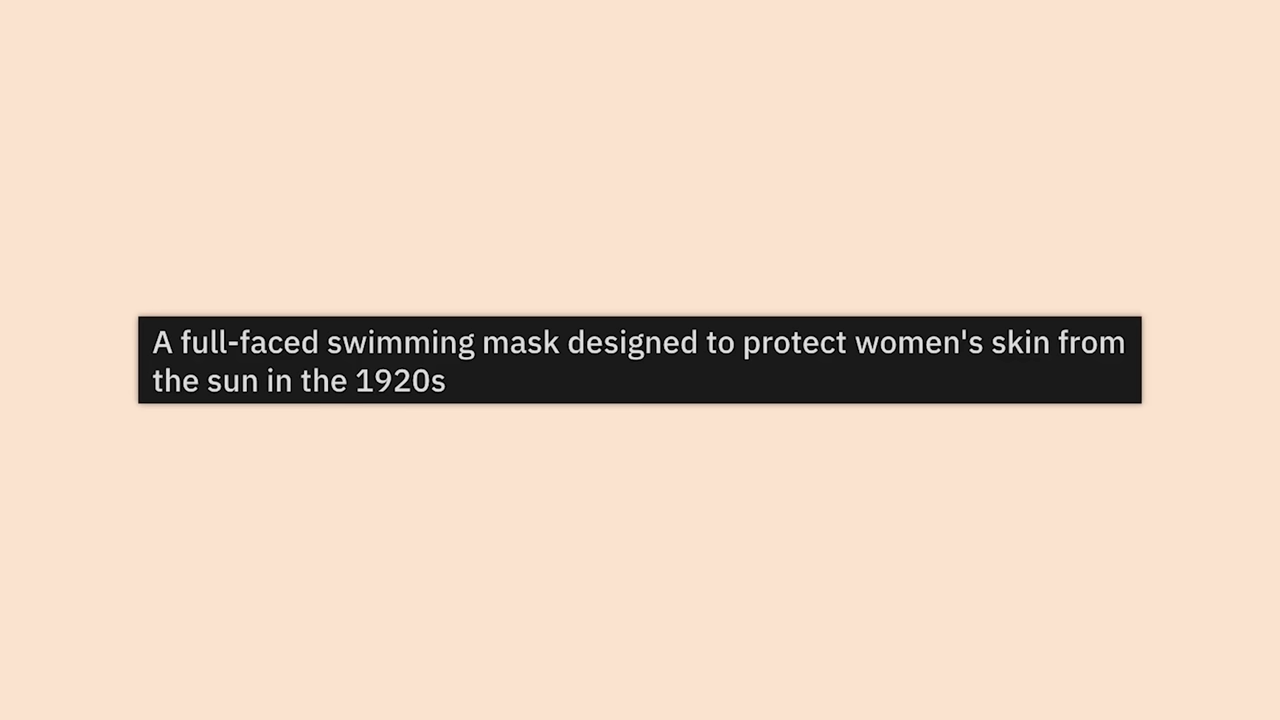 A full-faced swimming mask designed to protect women's skin from
the sun in the 1920s